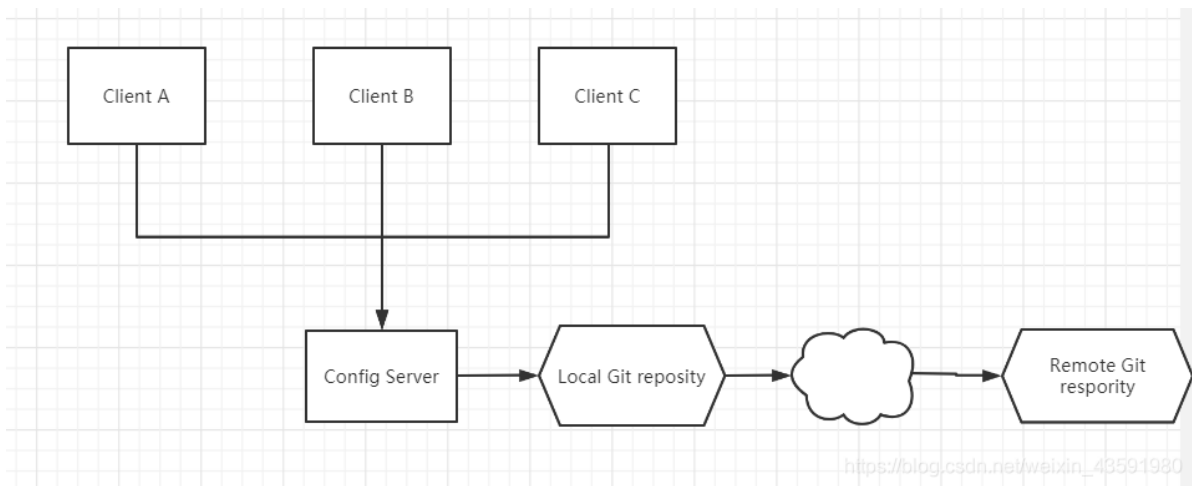 Client A
Client B
Client C
Config Server
Local Git reposity
Remote Git
respority
https://blog.csdn.net/weixin_43591980